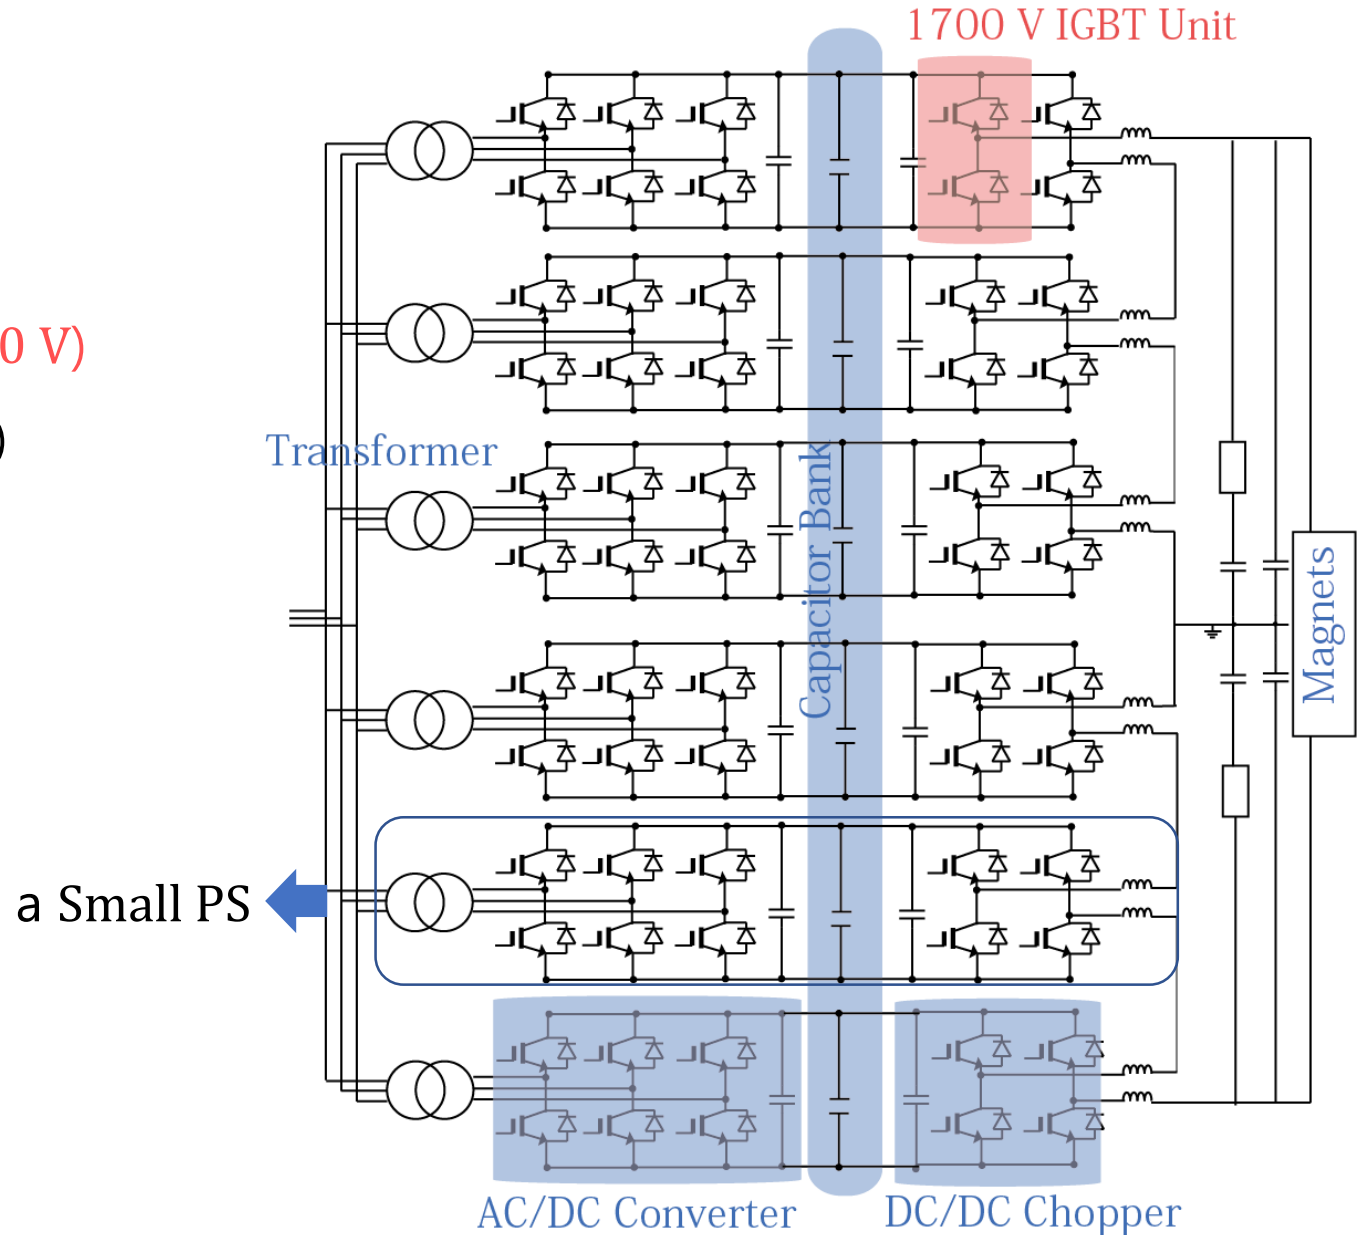 1700 V IGBT Unit
0 V)
)
Transformer
Capacitor Bank
Magnets
a Small PS
AC/DC Converter
DC/DC Chopper